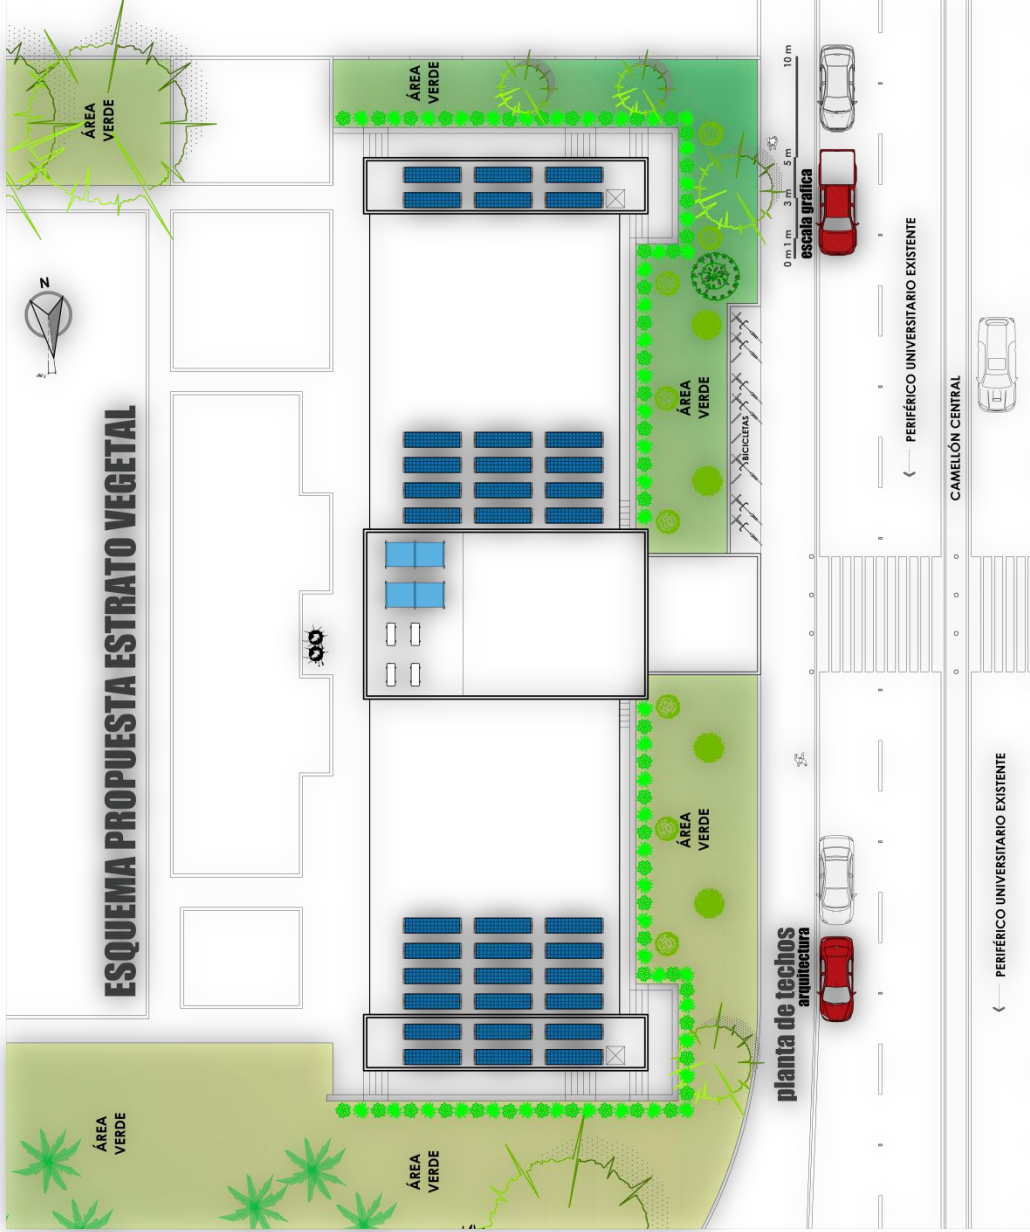 ESQUEMA PROPUESTA ESTRATO VEGETAL
N
ÁREA
VERDE
ÁREA
VERDE
ÁREA
VERDE
ÁREA
VERDE
ÁREA
VERDE
ÁREA
VERDE
BICICLETAS
planta de techos
arquitectura
0 m 1 m 3 m 5 m 10 m
escala grafica
PERIFÉRICO UNIVERSITARIO EXISTENTE
CAMELLÓN CENTRAL
PERIFÉRICO UNIVERSITARIO EXISTENTE